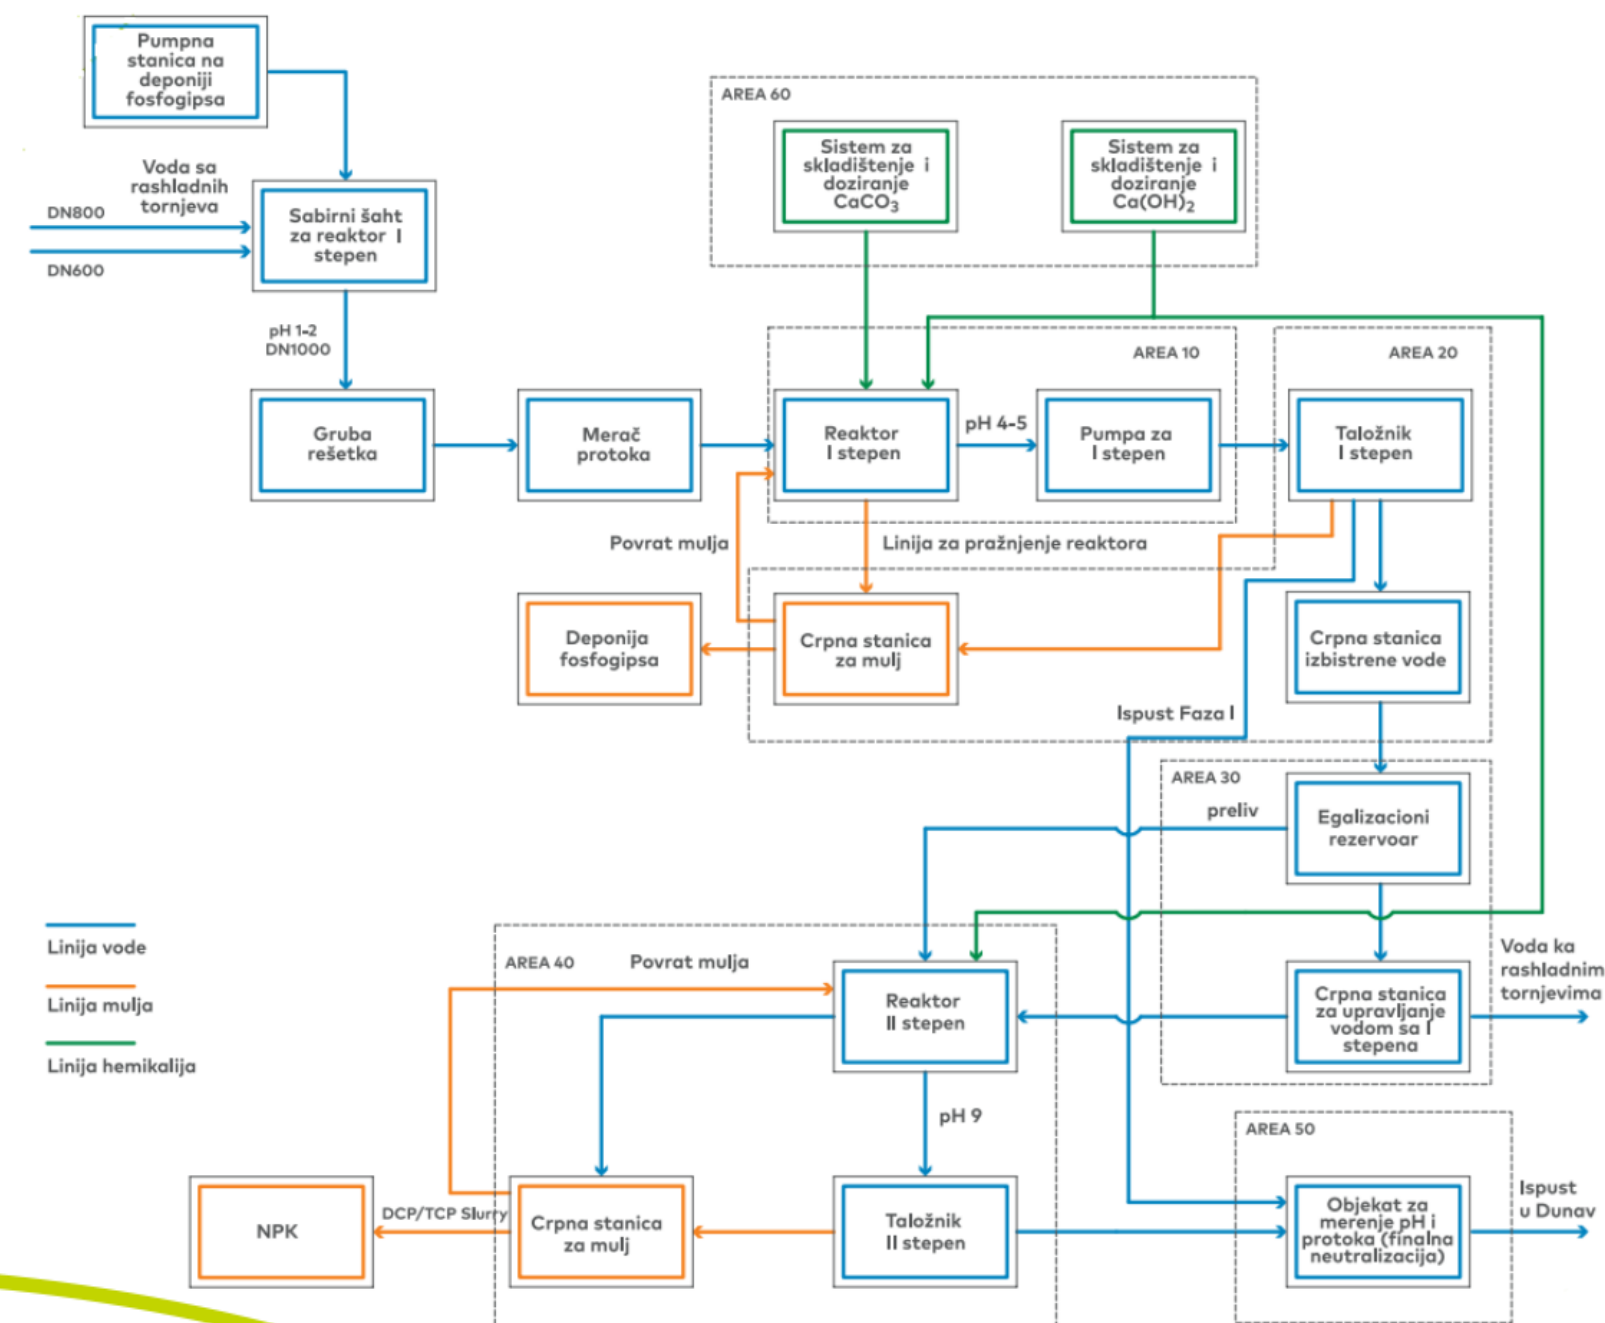 Pumpna
stanica na
deponiji
fosfogipsa
AREA 60
Sistem za
skladištenje i
doziranje
CaCO₃
Sistem za
skladištenje i
doziranje
Ca(OH)₂
Voda sa
rashladnih
tornjeva
DN800
DN600
Sabirni šaht
za reaktor I
stepen
pH 1-2
DN1000
AREA 10
AREA 20
Gruba
rešetka
Merač
protoka
Reaktor
I stepen
pH 4-5
Pumpa za
I stepen
Taložnik
I stepen
Povrat mulja
Linija za pražnjenje reaktora
Deponija
fosfogipsa
Crpna stanica
za mulj
Crpna stanica
izbistrene vode
Ispust Faza I
AREA 30
preliv
Egalizacioni
rezervoar
Linija vode
Linija mulja
Linija hemikalija
AREA 40
Povrat mulja
Reaktor
II stepen
Crpna stanica
za upravljanje
vodom sa I
stepena
Voda ka
rashladnim
tornjevima
pH 9
AREA 50
NPK
DCP/TCP Slurry
Crpna stanica
za mulj
Taložnik
II stepen
Objekat za
merenje pH i
protoka (finalna
neutralizacija)
Ispust
u Dunav